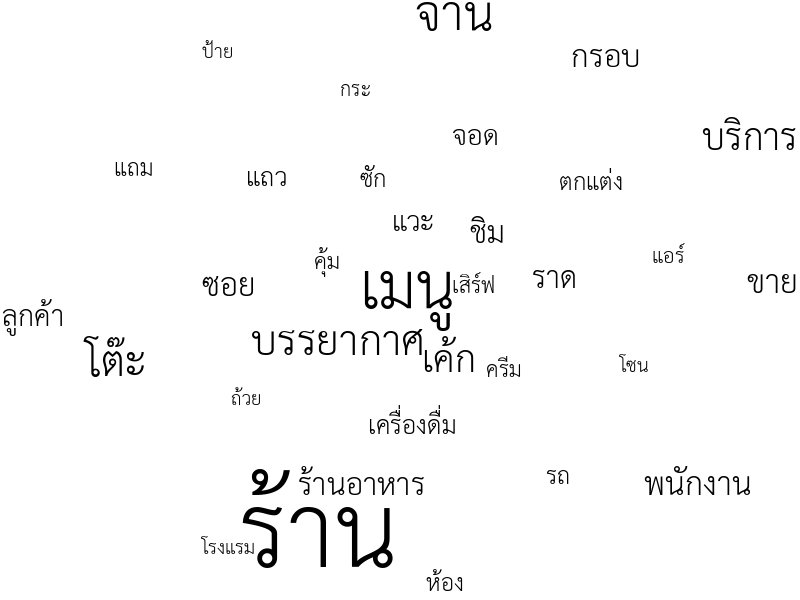 จาน
ป้าย
กรอบ
กระ
จอด
บริการ
แถม
แถว
ซัก
ตกแต่ง
แวะ
ชิม
คุ้ม
แอร์
ซอย
เมนู
เสิร์ฟ
ราด
ขาย
ลูกค้า
โต๊ะ
บรรยากาศ
เค้ก
ครีม
โซน
ถ้วย
เครื่องดื่ม
ร้านอาหาร
รถ
พนักงาน
ร้าน
โรงแรม
ห้อง